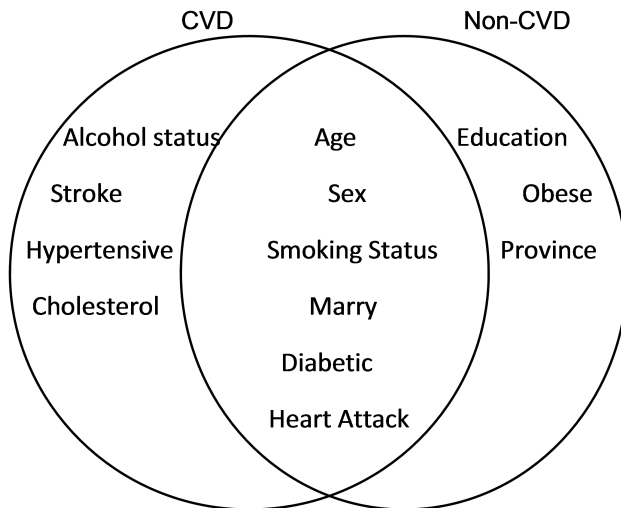 CVD
Non-CVD
Alcohol status
Age
Education
Stroke
Sex
Obese
Hypertensive
Smoking Status
Province
Cholesterol
Marry
Diabetic
Heart Attack